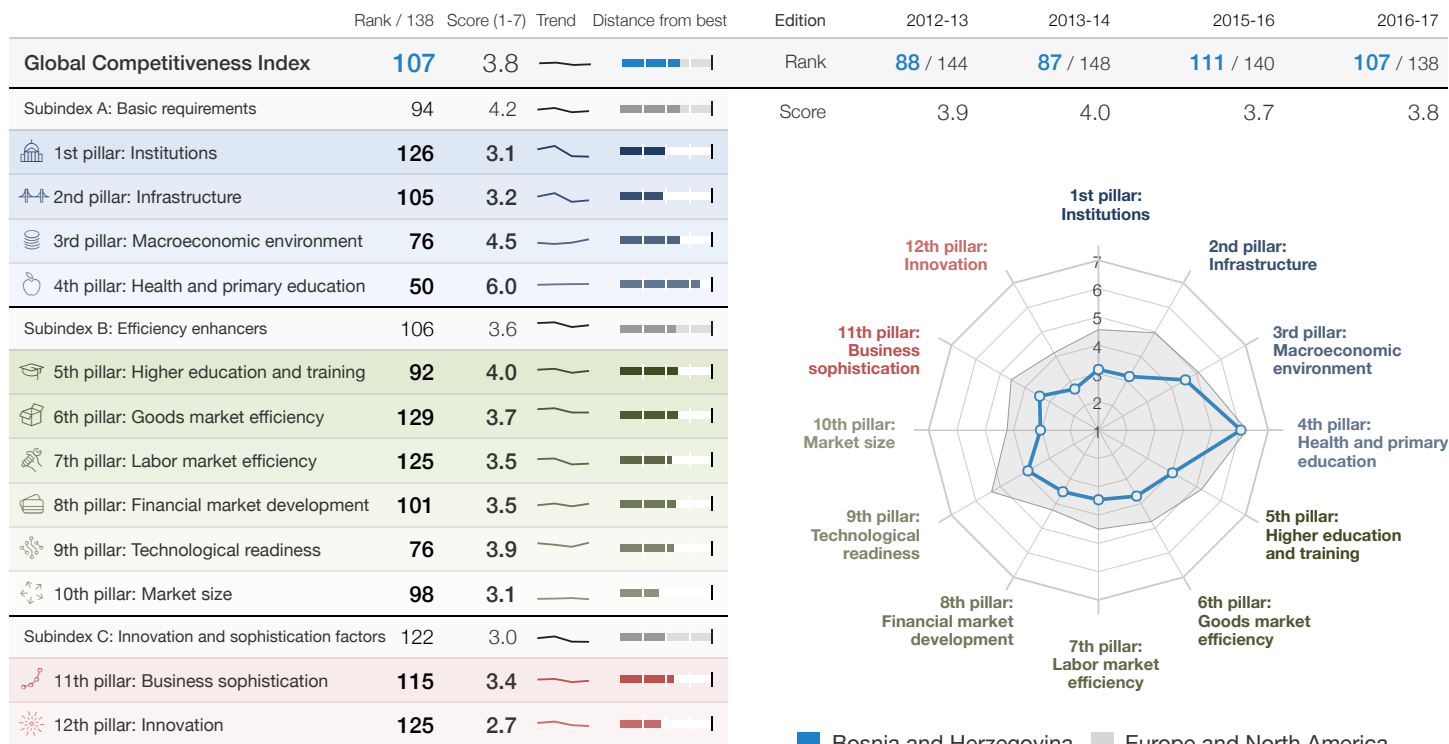 Rank / 138 Score (1-7) Trend Distance from best
Global Competitiveness Index 107 3.8
Subindex A: Basic requirements 94 4.2
1st pillar: Institutions 126 3.1
2nd pillar: Infrastructure 105 3.2
3rd pillar: Macroeconomic environment 76 4.5
4th pillar: Health and primary education 50 6.0
Subindex B: Efficiency enhancers 106 3.6
5th pillar: Higher education and training 92 4.0
6th pillar: Goods market efficiency 129 3.7
7th pillar: Labor market efficiency 125 3.5
8th pillar: Financial market development 101 3.5
9th pillar: Technological readiness 76 3.9
10th pillar: Market size 98 3.1
Subindex C: Innovation and sophistication factors 122 3.0
11th pillar: Business sophistication 115 3.4
12th pillar: Innovation 125 2.7
Edition 2012-13 2013-14 2015-16 2016-17
Rank 88 / 144 87 / 148 111 / 140 107 / 138
Score 3.9 4.0 3.7 3.8
1st pillar:
Institutions
2nd pillar:
Infrastructure
3rd pillar:
Macroeconomic
environment
4th pillar:
Health and primary
education
5th pillar:
Higher education
and training
6th pillar:
Goods market
efficiency
7th pillar:
Labor market
efficiency
8th pillar:
Financial market
development
9th pillar:
Technological
readiness
10th pillar:
Market size
11th pillar:
Business
sophistication
12th pillar:
Innovation
7
6
5
4
3
2
1
Bosnia and Herzegovina Europe and North America